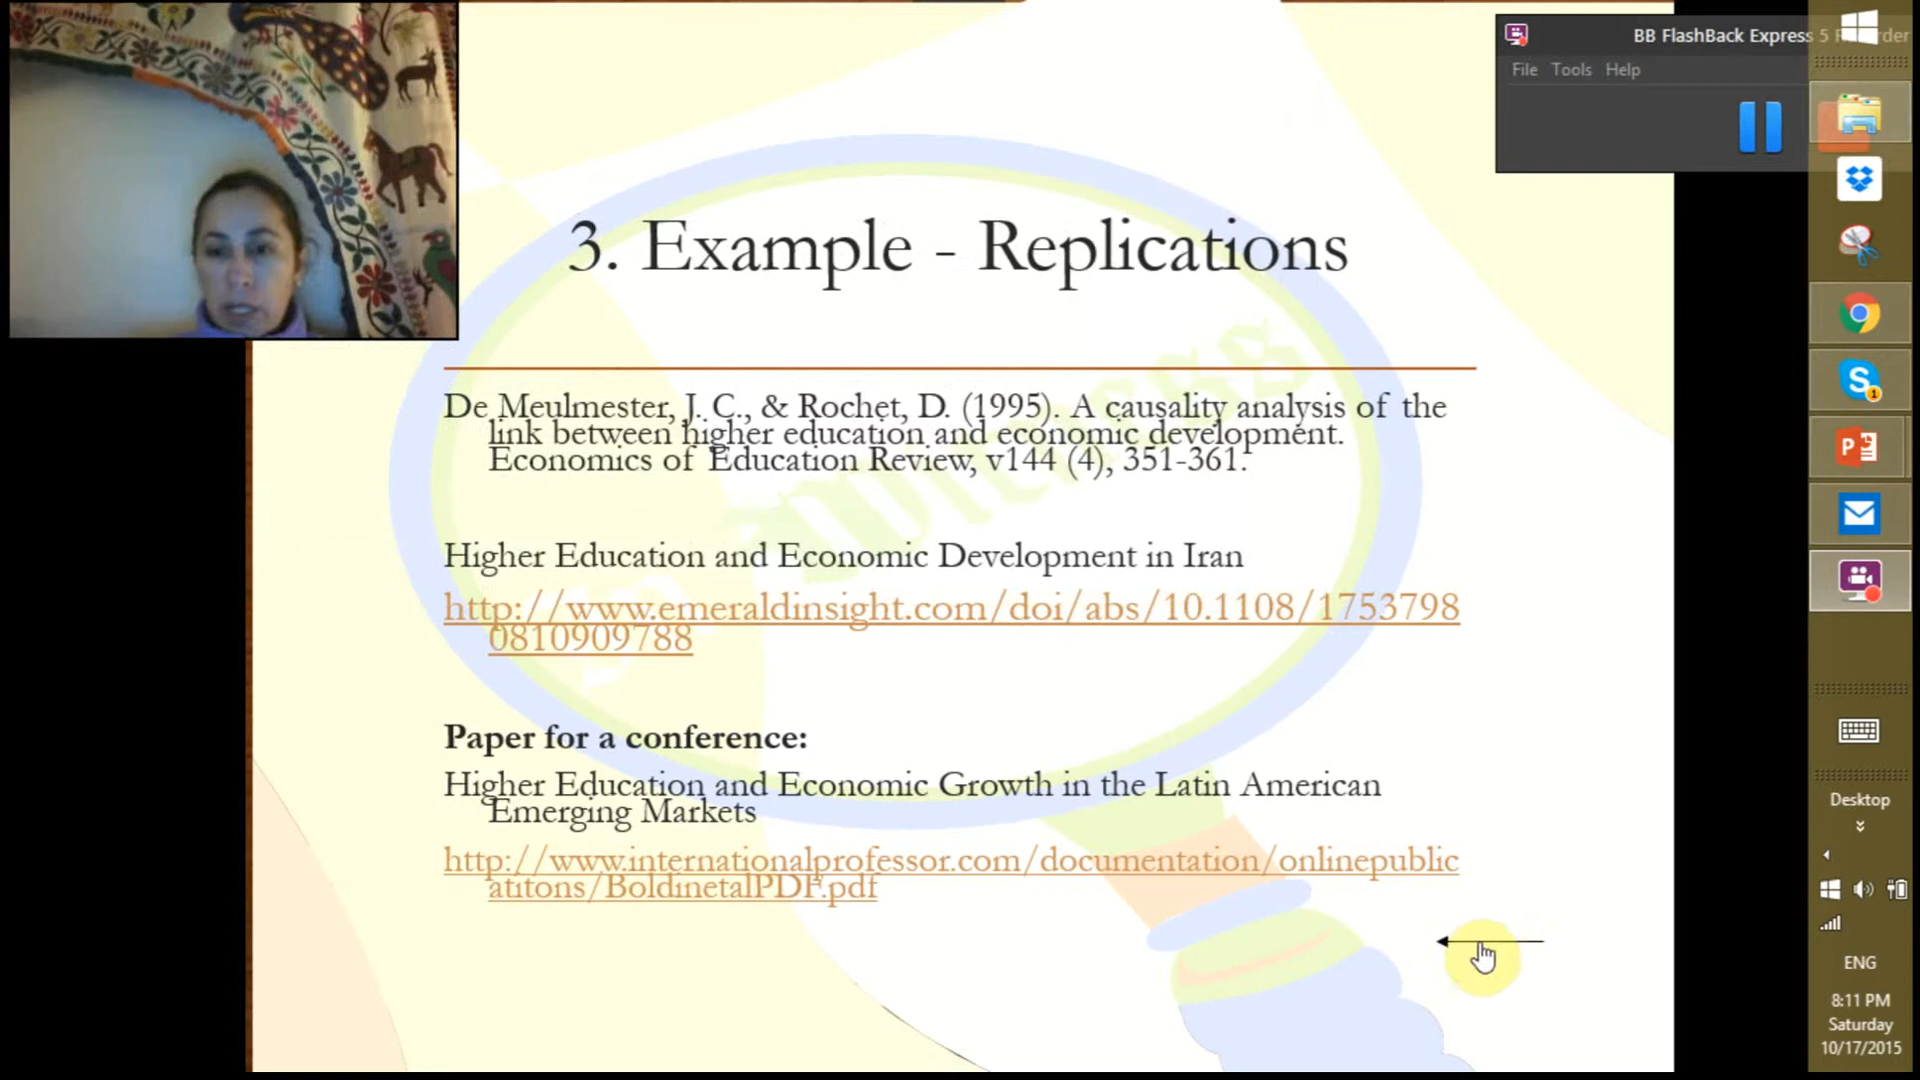 BB FlashBack Express 5 Recorder
File Tools Help
3. Example - Replications
De Meulmester, J. C., & Rochet, D. (1995). A causality analysis of the
link between higher education and economic development.
Economics of Education Review, v144 (4), 351-361.
Higher Education and Economic Development in Iran
http://www.emeraldinsight.com/doi/abs/10.1108/1753798
0810909788
Paper for a conference:
Higher Education and Economic Growth in the Latin American
Emerging Markets
http://www.internationalprofessor.com/documentation/onlinepublic
atitons/BoldinetalPDF.pdf
Desktop
ENG
8:11 PM
Saturday
10/17/2015